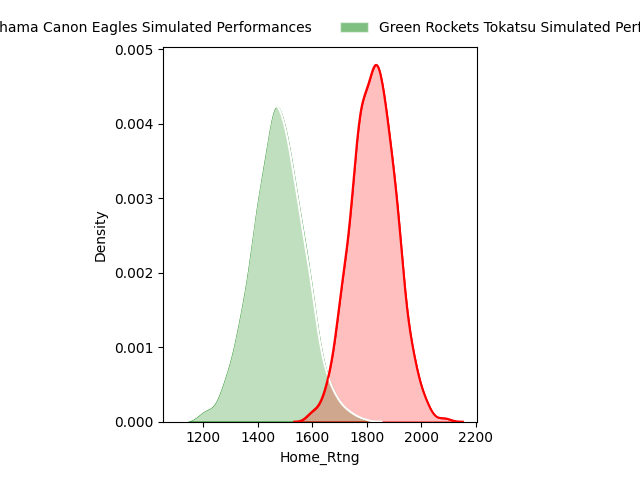 hama Canon Eagles Simulated Performances
Green Rockets Tokatsu Simulated Perf
0.005
0.004
0.003
0.002
0.001
0.000
Density
1200 1400 1600 1800 2000 2200
Home_Rtng